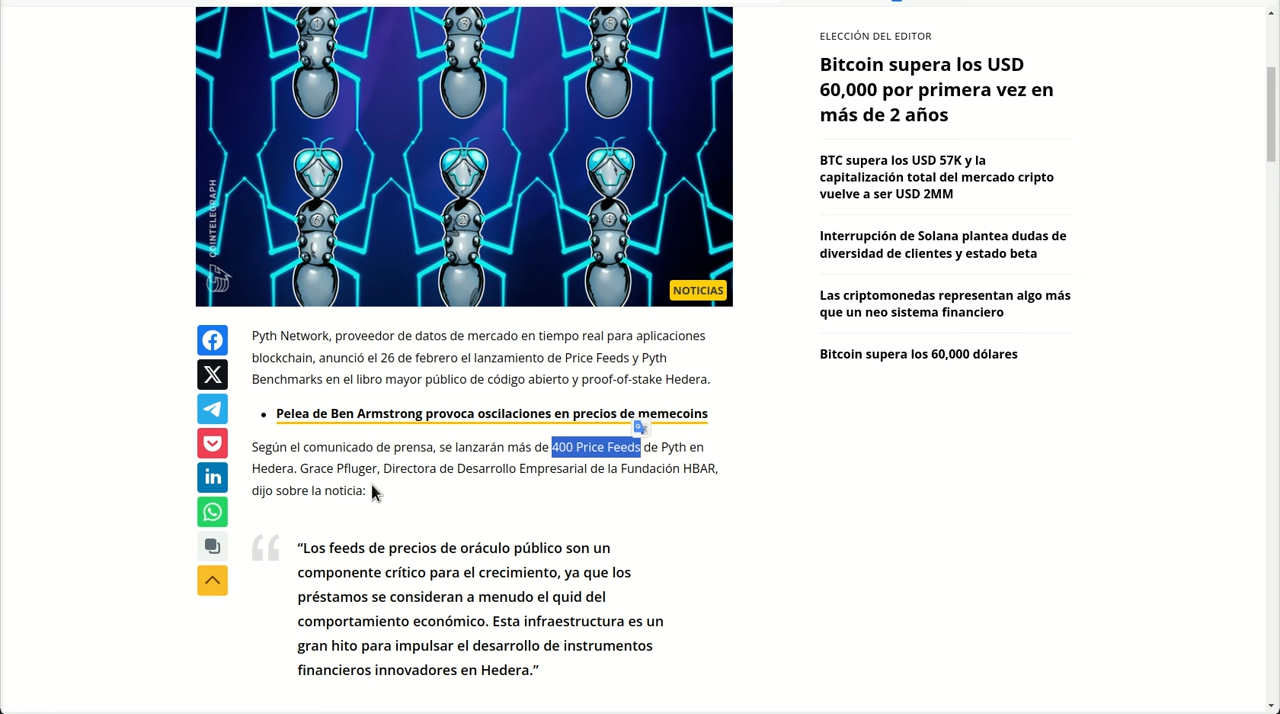 COINTELEGRAPH
NOTICIAS
Pyth Network, proveedor de datos de mercado en tiempo real para aplicaciones
blockchain, anunció el 26 de febrero el lanzamiento de Price Feeds y Pyth
Benchmarks en el libro mayor público de código abierto y proof-of-stake Hedera.
Pelea de Ben Armstrong provoca oscilaciones en precios de memecoins
Según el comunicado de prensa, se lanzarán más de 400 Price Feeds de Pyth en
Hedera. Grace Pfluger, Directora de Desarrollo Empresarial de la Fundación HBAR,
dijo sobre la noticia:
“Los feeds de precios de oráculo público son un
componente crítico para el crecimiento, ya que los
préstamos se consideran a menudo el quid del
comportamiento económico. Esta infraestructura es un
gran hito para impulsar el desarrollo de instrumentos
financieros innovadores en Hedera.”
ELECCIÓN DEL EDITOR
Bitcoin supera los USD
60,000 por primera vez en
más de 2 años
BTC supera los USD 57K y la
capitalización total del mercado cripto
vuelve a ser USD 2MM
Interrupción de Solana plantea dudas de
diversidad de clientes y estado beta
Las criptomonedas representan algo más
que un neo sistema financiero
Bitcoin supera los 60,000 dólares